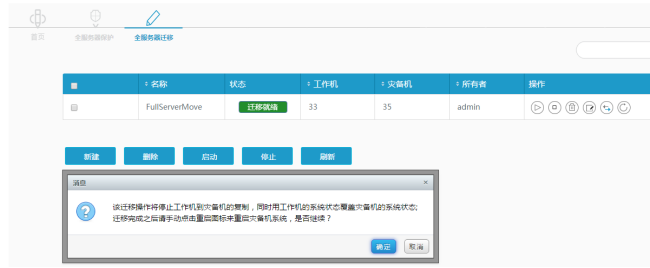 首页 全服务器保护 全服务器迁移
名称 状态 工作机 灾备机 所有者 操作
FullServerMove 迁移就绪 33 35 admin
新建 删除 启动 停止 刷新
消息 ×
该迁移操作将停止工作机到灾备机的复制，同时用工作机的系统状态覆盖灾备机的系统状态;
迁移完成之后请手动点击重启图标来重启灾备机系统，是否继续？
确定 取消